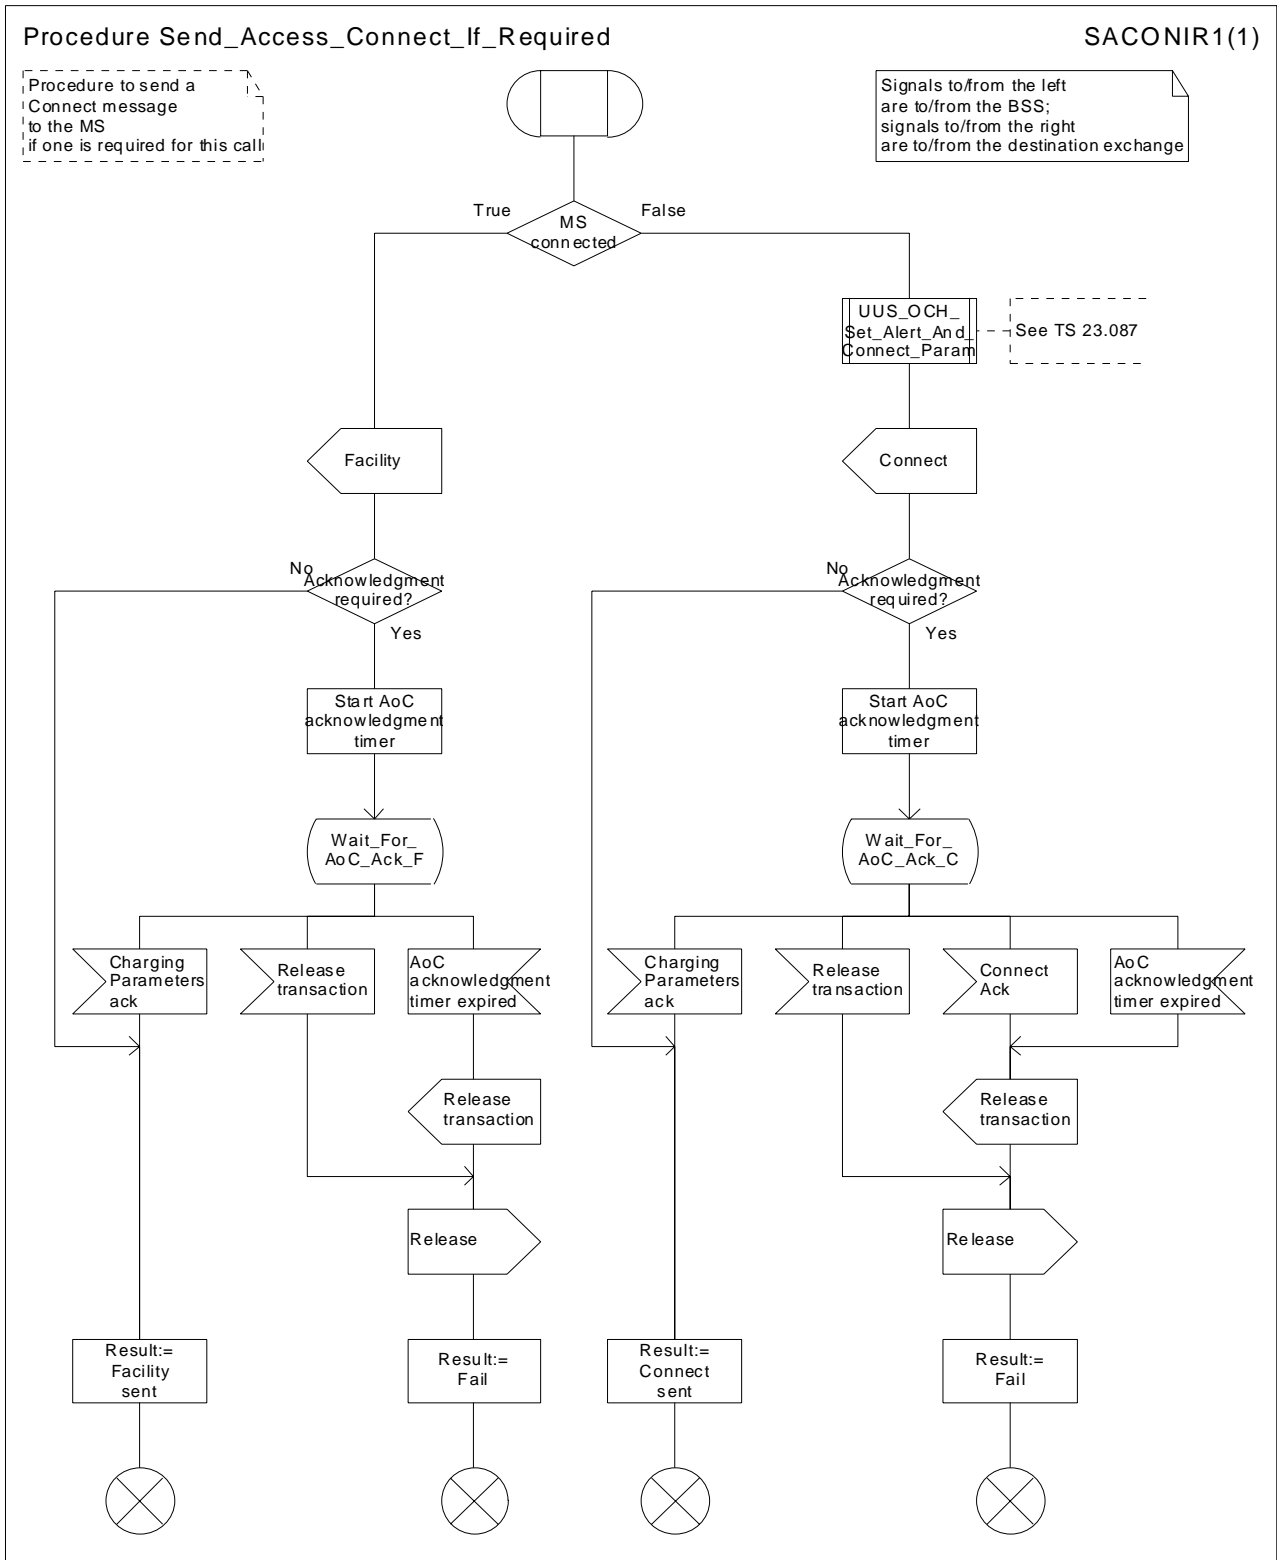 Procedure Send_Access_Connect_If_Required
SACONIR1(1)
Procedure to send a
Connect message
to the MS
if one is required for this call
Signals to/from the left
are to/from the BSS;
signals to/from the right
are to/from the destination exchange
True
MS
connected
False
UUS_OCH_
Set_Alert_And_
Connect_Param
See TS 23.087
Facility
Connect
No
Acknowledgment
required?
Yes
No
Acknowledgment
required?
Yes
Start AoC
acknowledgment
timer
Start AoC
acknowledgment
timer
Wait_For_
AoC_Ack_F
Wait_For_
AoC_Ack_C
Charging
Parameters
ack
Release
transaction
AoC
acknowledgment
timer expired
Charging
Parameters
ack
Release
transaction
Connect
Ack
AoC
acknowledgment
timer expired
Release
transaction
Release
transaction
Release
Release
Result:=
Facility
sent
Result:=
Fail
Result:=
Connect
sent
Result:=
Fail